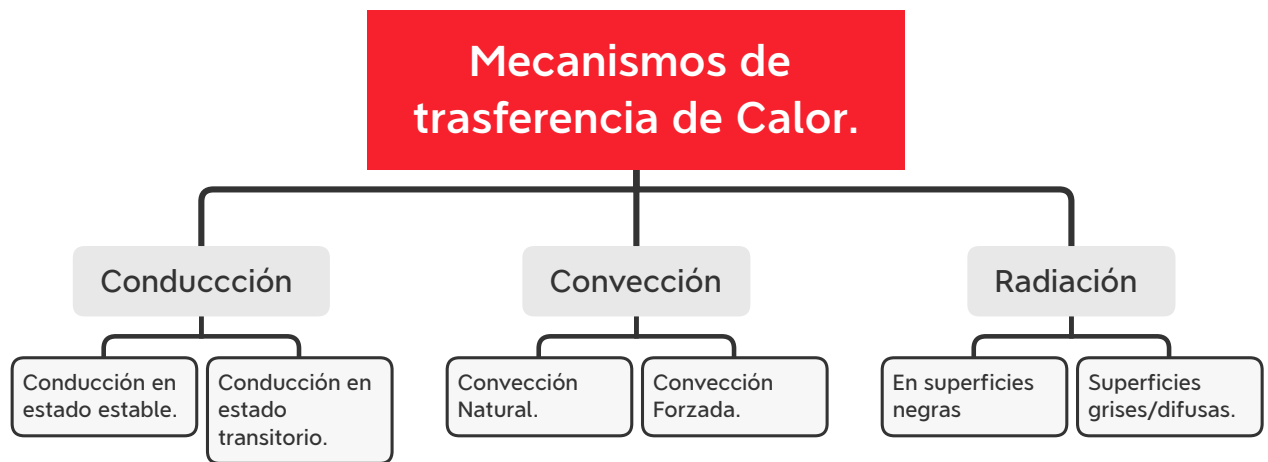 Mecanismos de
trasferencia de Calor.
Conduccción
Convección
Radiación
Conducción en
estado estable.
Conducción en
estado
transitorio.
Convección
Natural.
Convección
Forzada.
En superficies
negras
Superficies
grises/difusas.